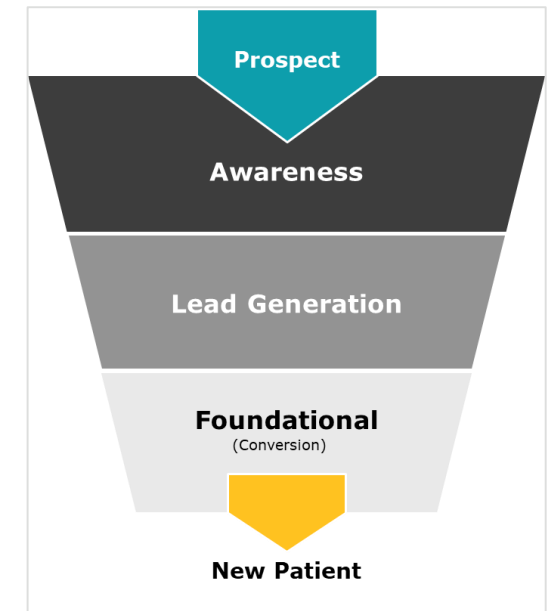 Prospect
Awareness
Lead Generation
Foundational
(Conversion)
New Patient